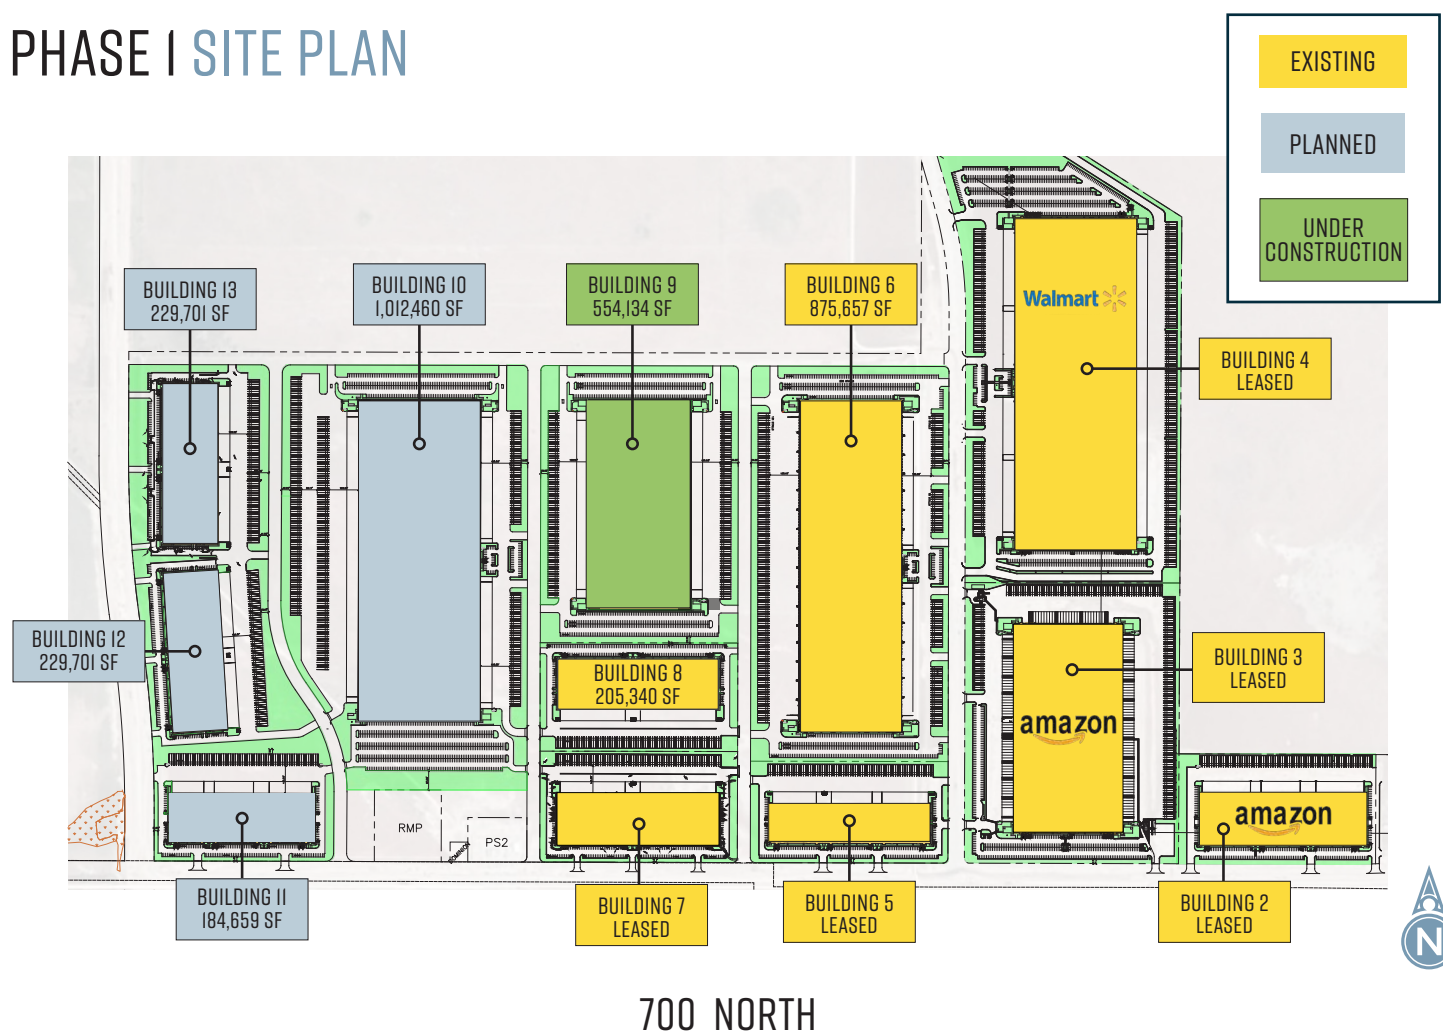 PHASE 1 SITE PLAN
EXISTING
PLANNED
UNDER
CONSTRUCTION
BUILDING 13
229,701 SF
BUILDING 10
1,012,460 SF
BUILDING 9
554,134 SF
BUILDING 6
875,657 SF
Walmart
BUILDING 4
LEASED
BUILDING 12
229,701 SF
BUILDING 8
205,340 SF
BUILDING 3
LEASED
amazon
amazon
RMP
PS2
BUILDING 11
184,659 SF
BUILDING 7
LEASED
BUILDING 5
LEASED
BUILDING 2
LEASED
N
700 NORTH